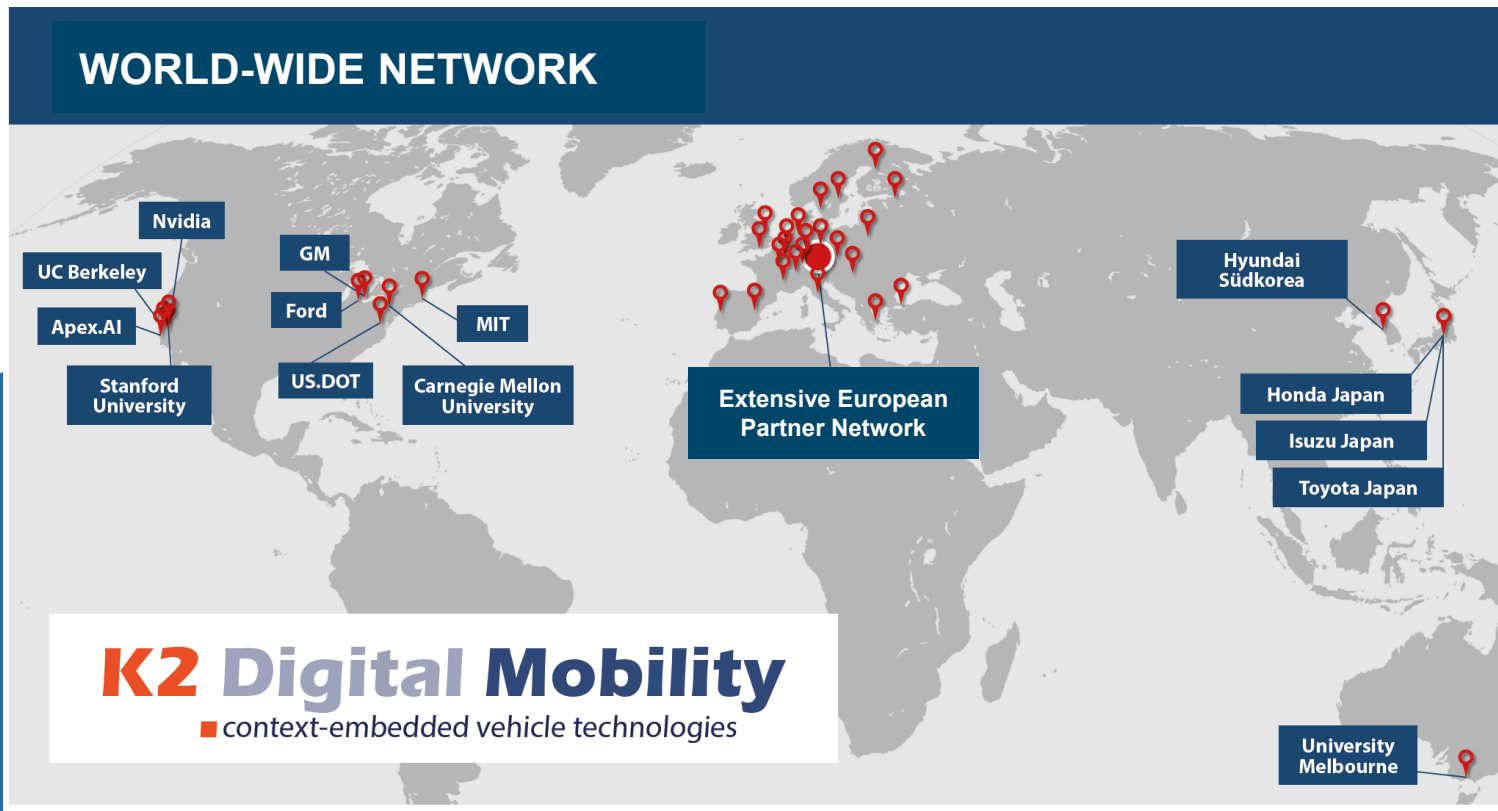 WORLD-WIDE NETWORK
Nvidia
UC Berkeley
Apex.AI
Stanford
University
GM
Ford
US.DOT
MIT
Carnegie Mellon
University
Extensive European
Partner Network
Hyundai
Südkorea
Honda Japan
Isuzu Japan
Toyota Japan
University
Melbourne
K2 Digital Mobility
context-embedded vehicle technologies